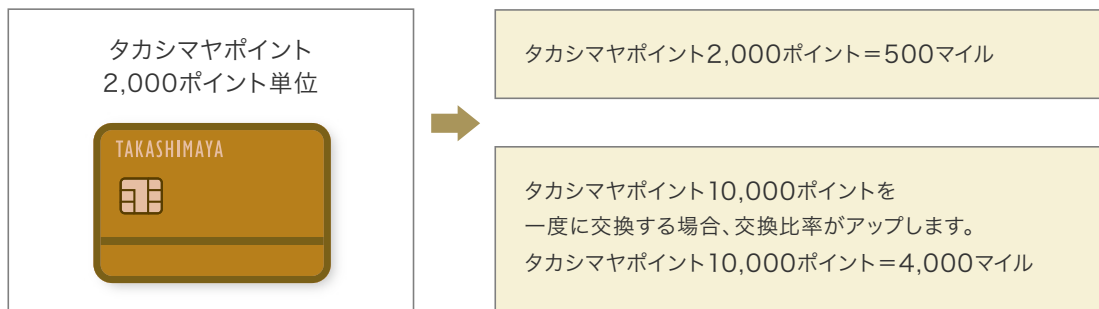 タカシマヤポイント
2,000ポイント単位
TAKASHIMAYA
タカシマヤポイント2,000ポイント=500マイル
タカシマヤポイント10,000ポイントを
一度に交換する場合、交換比率がアップします。
タカシマヤポイント10,000ポイント=4,000マイル